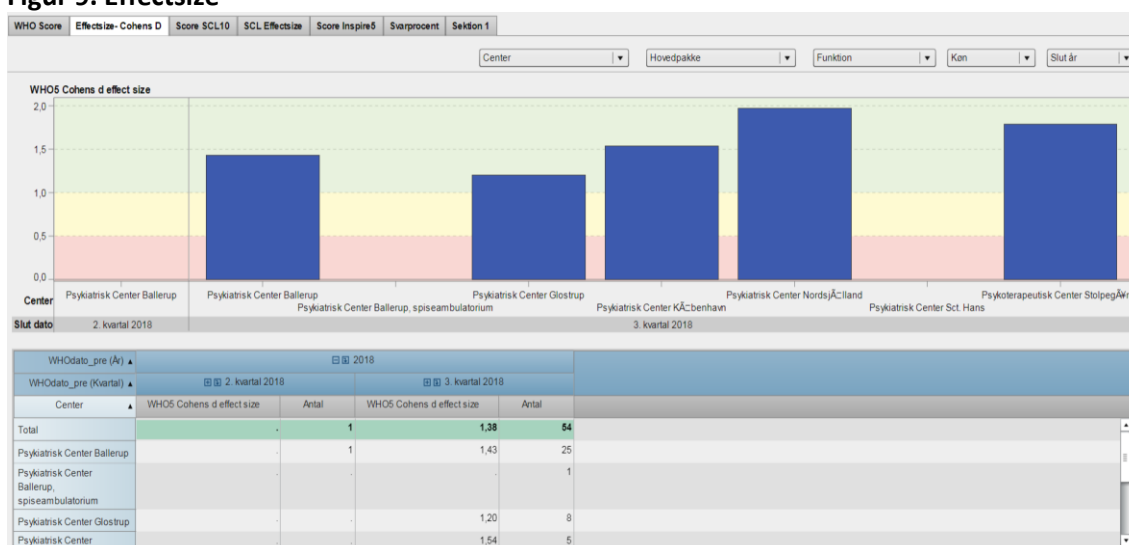 Figur 9: Effectsize
WHO Score Effectsize- Cohens D Score SCL10 SCL Effectsize Score Inspire5 Svarprocent Sektion 1
Center Hovedpakke Funktion Køn Slut år
WHO5 Cohens d effect size
2,0
1,5
1,0
0,5
0,0
Center
Psykiatrisk Center Ballerup Psykiatrisk Center Ballerup Psykiatrisk Center Glostrup Psykiatrisk Center NordsjÃ¦lland Psykoterapeutisk Center StolpegÃ¥r
Psykiatrisk Center Ballerup, spiseambulatorium Psykiatrisk Center KÃ¸benhavn Psykiatrisk Center Sct. Hans
Slut dato 2. kvartal 2018 3. kvartal 2018
WHOdato_pre (År) 2018
WHOdato_pre (Kvartal) 2. kvartal 2018 3. kvartal 2018
Center WHO5 Cohens d effect size Antal WHO5 Cohens d effect size Antal
Total . 1 1,38 54
Psykiatrisk Center Ballerup . 1 1,43 25
Psykiatrisk Center
Ballerup, . . . 1
spiseambulatorium
Psykiatrisk Center Glostrup . . 1,20 8
Psykiatrisk Center . . 1,54 5